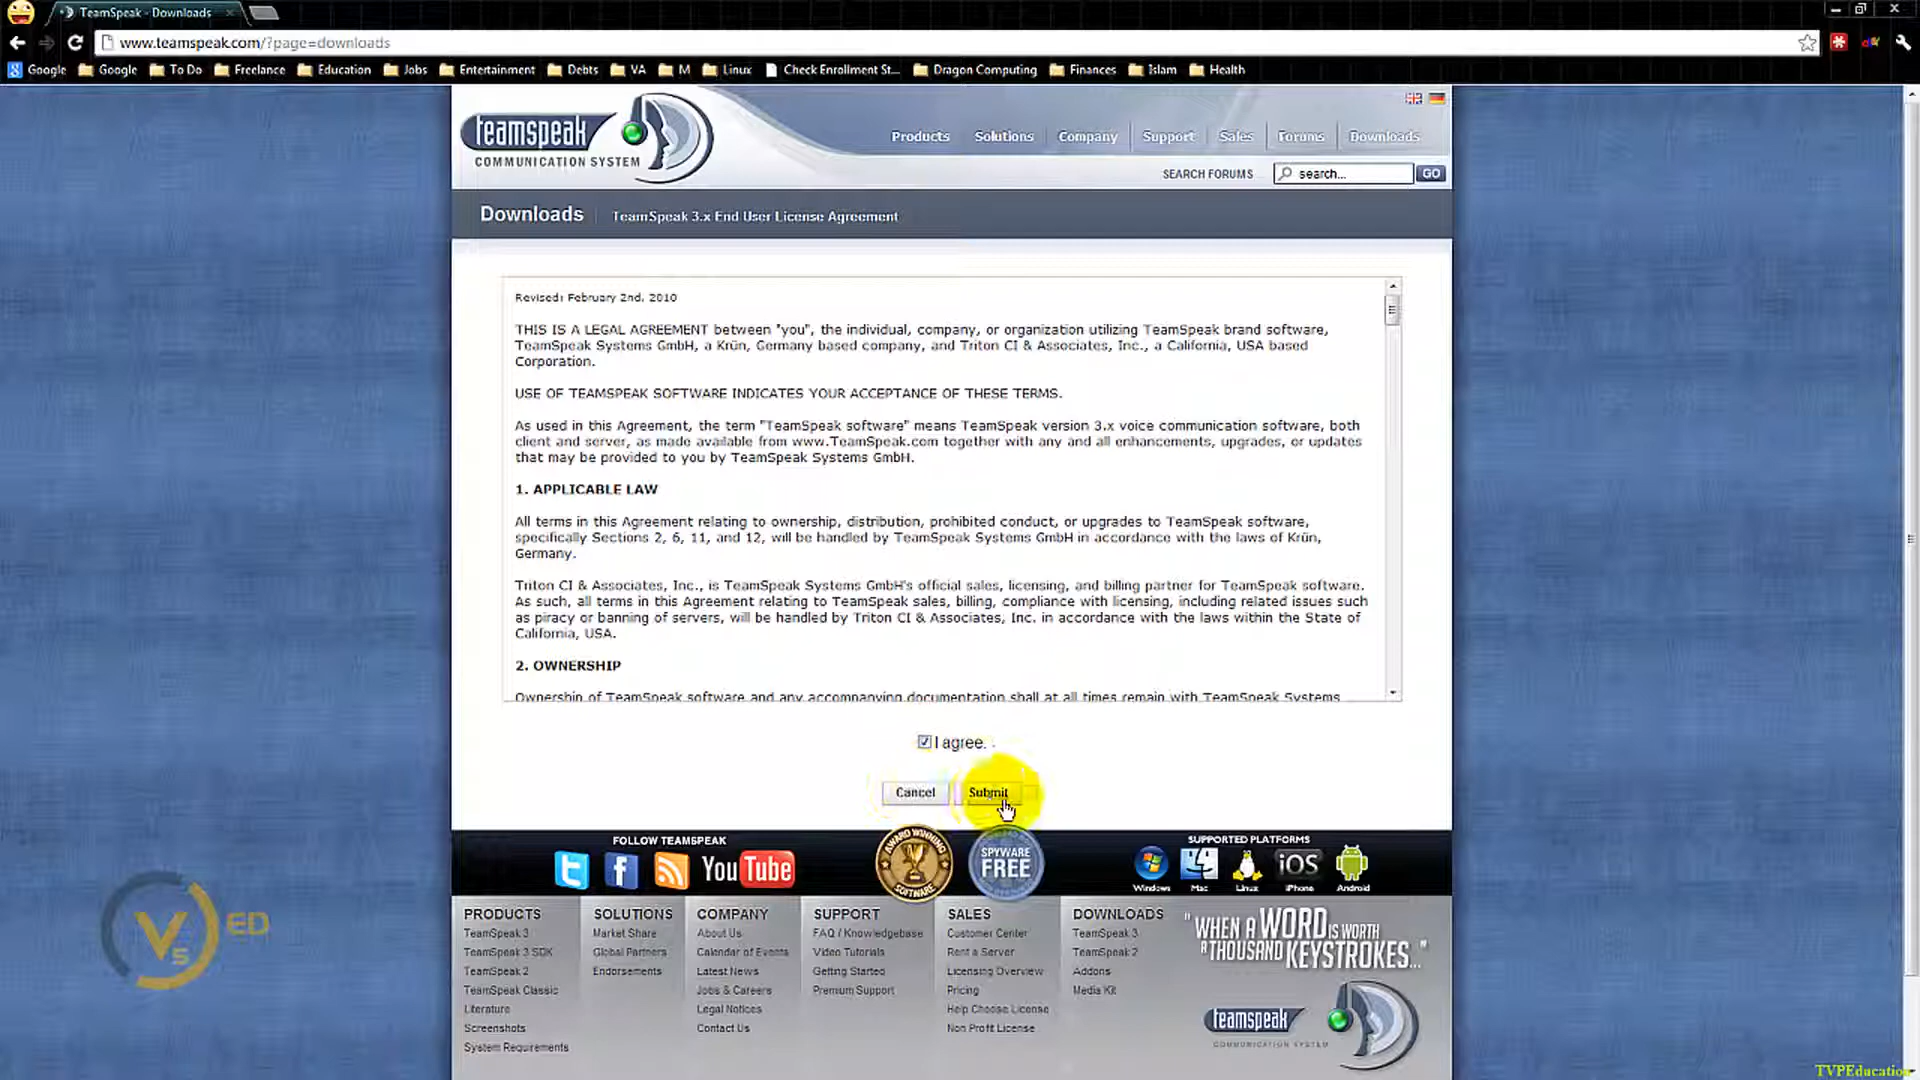 TeamSpeak - Downloads
www.teamspeak.com/?page=downloads
Google Google To Do Freelance Education Jobs Entertainment Debts VA M Linux Check Enrollment St... Dragon Computing Finances Islam Health
teamspeak
COMMUNICATION SYSTEM
Products Solutions Company Support Sales Forums Downloads
SEARCH FORUMS search... GO
Downloads TeamSpeak 3.x End User License Agreement
Revised: February 2nd, 2010
THIS IS A LEGAL AGREEMENT between "you", the individual, company, or organization utilizing TeamSpeak brand software,
TeamSpeak Systems GmbH, a Krün, Germany based company, and Triton CI & Associates, Inc., a California, USA based
Corporation.
USE OF TEAMSPEAK SOFTWARE INDICATES YOUR ACCEPTANCE OF THESE TERMS.
As used in this Agreement, the term "TeamSpeak software" means TeamSpeak version 3.x voice communication software, both
client and server, as made available from www.TeamSpeak.com together with any and all enhancements, upgrades, or updates
that may be provided to you by TeamSpeak Systems GmbH.
1. APPLICABLE LAW
All terms in this Agreement relating to ownership, distribution, prohibited conduct, or upgrades to TeamSpeak software,
specifically Sections 2, 6, 11, and 12, will be handled by TeamSpeak Systems GmbH in accordance with the laws of Krün,
Germany.
Triton CI & Associates, Inc., is TeamSpeak Systems GmbH's official sales, licensing, and billing partner for TeamSpeak software.
As such, all terms in this Agreement relating to TeamSpeak sales, billing, compliance with licensing, including related issues such
as piracy or banning of servers, will be handled by Triton CI & Associates, Inc. in accordance with the laws within the State of
California, USA.
2. OWNERSHIP
Ownership of TeamSpeak software and any accompanying documentation shall at all times remain with TeamSpeak Systems
I agree.
Cancel Submit
FOLLOW TEAMSPEAK
You Tube
AWARD WINNING
SOFTWARE
SPYWARE
FREE
SUPPORTED PLATFORMS
iOS
Windows Mac Linux iPhone Android
PRODUCTS
TeamSpeak 3
TeamSpeak 3 SDK
TeamSpeak 2
TeamSpeak Classic
Literature
Screenshots
System Requirements
SOLUTIONS
Market Share
Global Partners
Endorsements
COMPANY
About Us
Calendar of Events
Latest News
Jobs & Careers
Legal Notices
Contact Us
SUPPORT
FAQ / Knowledgebase
Video Tutorials
Getting Started
Premium Support
SALES
Customer Center
Rent a Server
Licensing Overview
Pricing
Help Choose License
Non Profit License
DOWNLOADS
TeamSpeak 3
TeamSpeak 2
Addons
Media Kit
"WHEN A WORD IS WORTH
A THOUSAND KEYSTROKES..."
teamspeak
COMMUNICATION SYSTEM
V5 ED
TVPEducation